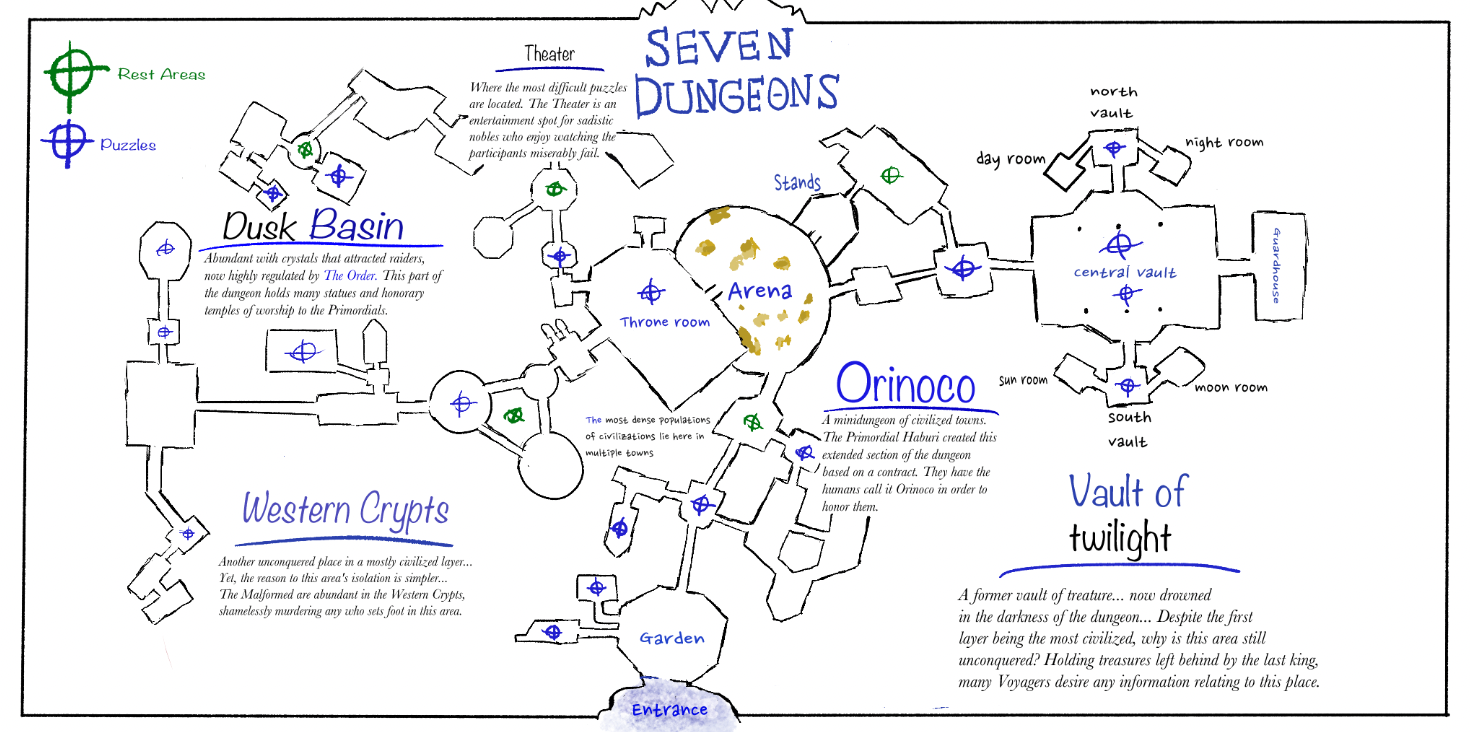 SEVEN
DUNGEONS
Rest Areas
Puzzles
Theater
Where the most difficult puzzles
are located. The Theater is an
entertainment spot for sadistic
nobles who enjoy watching the
participants miserably fail.
Dusk Basin
Abundant with crystals that attracted raiders,
now highly regulated by The Order. This part of
the dungeon holds many statues and honorary
temples of worship to the Primordials.
Stands
Arena
Throne room
north
vault
day room
night room
central vault
Guardhouse
sun room
moon room
south
vault
The most dense populations
of civilizations lie here in
multiple towns
Orinoco
A minidungeon of civilized towns.
The Primordial Haburi created this
extended section of the dungeon
based on a contract. They have the
humans call it Orinoco in order to
honor them.
Western Crypts
Another unconquered place in a mostly civilized layer...
Yet, the reason to this area's isolation is simpler...
The Malformed are abundant in the Western Crypts,
shamelessly murdering any who sets foot in this area.
Vault of
twilight
A former vault of treature... now drowned
in the darkness of the dungeon... Despite the first
layer being the most civilized, why is this area still
unconquered? Holding treasures left behind by the last king,
many Voyagers desire any information relating to this place.
Garden
Entrance